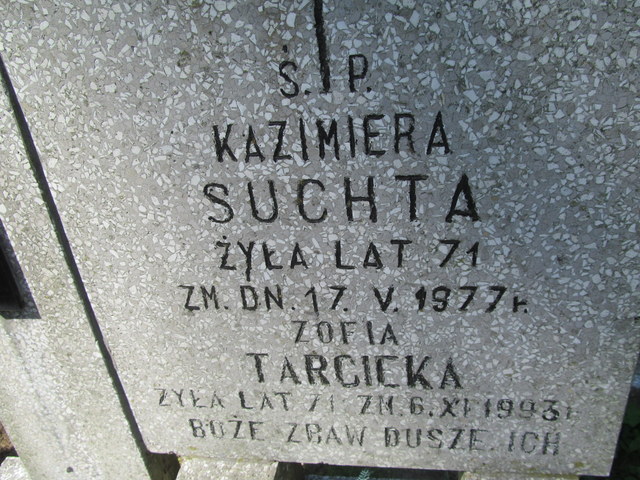 Ś. P.
KAZIMIERA
SUCHTA
ŻYŁA LAT 71
ZM. DN. 17. V. 1977 r.
ZOFIA
TARCICKA
ŻYŁA LAT 71 ZM. 6. XI. 1993 r
BOŻE ZBAW DUSZE ICH